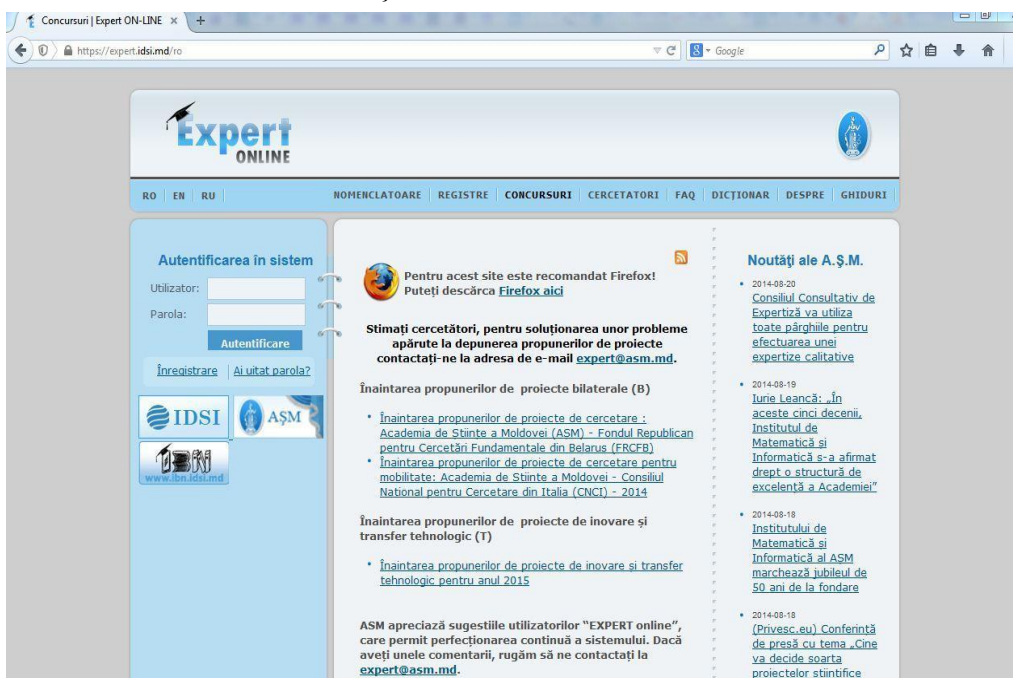 Concursuri | Expert ON-LINE × +
https://expert.idsi.md/ro
Google
Expert
ONLINE
RO | EN | RU
NOMENCLATOARE | REGISTRE | CONCURSURI | CERCETATORI | FAQ | DICȚIONAR | DESPRE | GHIDURI
Autentificarea în sistem
Utilizator:
Parola:
Autentificare
Înregistrare | Ai uitat parola?
IDSI
AŞM
IBN
www.ibn.idsi.md
Pentru acest site este recomandat Firefox!
Puteți descărca Firefox aici
Stimați cercetători, pentru soluționarea unor probleme
apărute la depunerea propunerilor de proiecte
contactați-ne la adresa de e-mail expert@asm.md.
Înaintarea propunerilor de proiecte bilaterale (B)
• Înaintarea propunerilor de proiecte de cercetare :
Academia de Stiinte a Moldovei (ASM) - Fondul Republican
pentru Cercetări Fundamentale din Belarus (FRCFB)
• Înaintarea propunerilor de proiecte de cercetare pentru
mobilitate: Academia de Stiinte a Moldovei - Consiliul
National pentru Cercetare din Italia (CNCI) - 2014
Înaintarea propunerilor de proiecte de inovare și
transfer tehnologic (T)
• Înaintarea propunerilor de proiecte de inovare și transfer
tehnologic pentru anul 2015
ASM apreciază sugestiile utilizatorilor “EXPERT online”,
care permit perfecționarea continuă a sistemului. Dacă
aveți unele comentarii, rugăm să ne contactați la
expert@asm.md.
Noutăţi ale A.Ş.M.
• 2014-08-20
Consiliul Consultativ de
Expertiză va utiliza
toate pârghiile pentru
efectuarea unei
expertize calitative
• 2014-08-19
Iurie Leancă: „În
aceste cinci decenii,
Institutul de
Matematică si
Informatică s-a afirmat
drept o structură de
excelență a Academiei”
• 2014-08-18
Institutului de
Matematică si
Informatică al ASM
marchează jubileul de
50 ani de la fondare
• 2014-08-18
(Privesc.eu) Conferintă
de presă cu tema „Cine
va decide soarta
proiectelor stiintifice